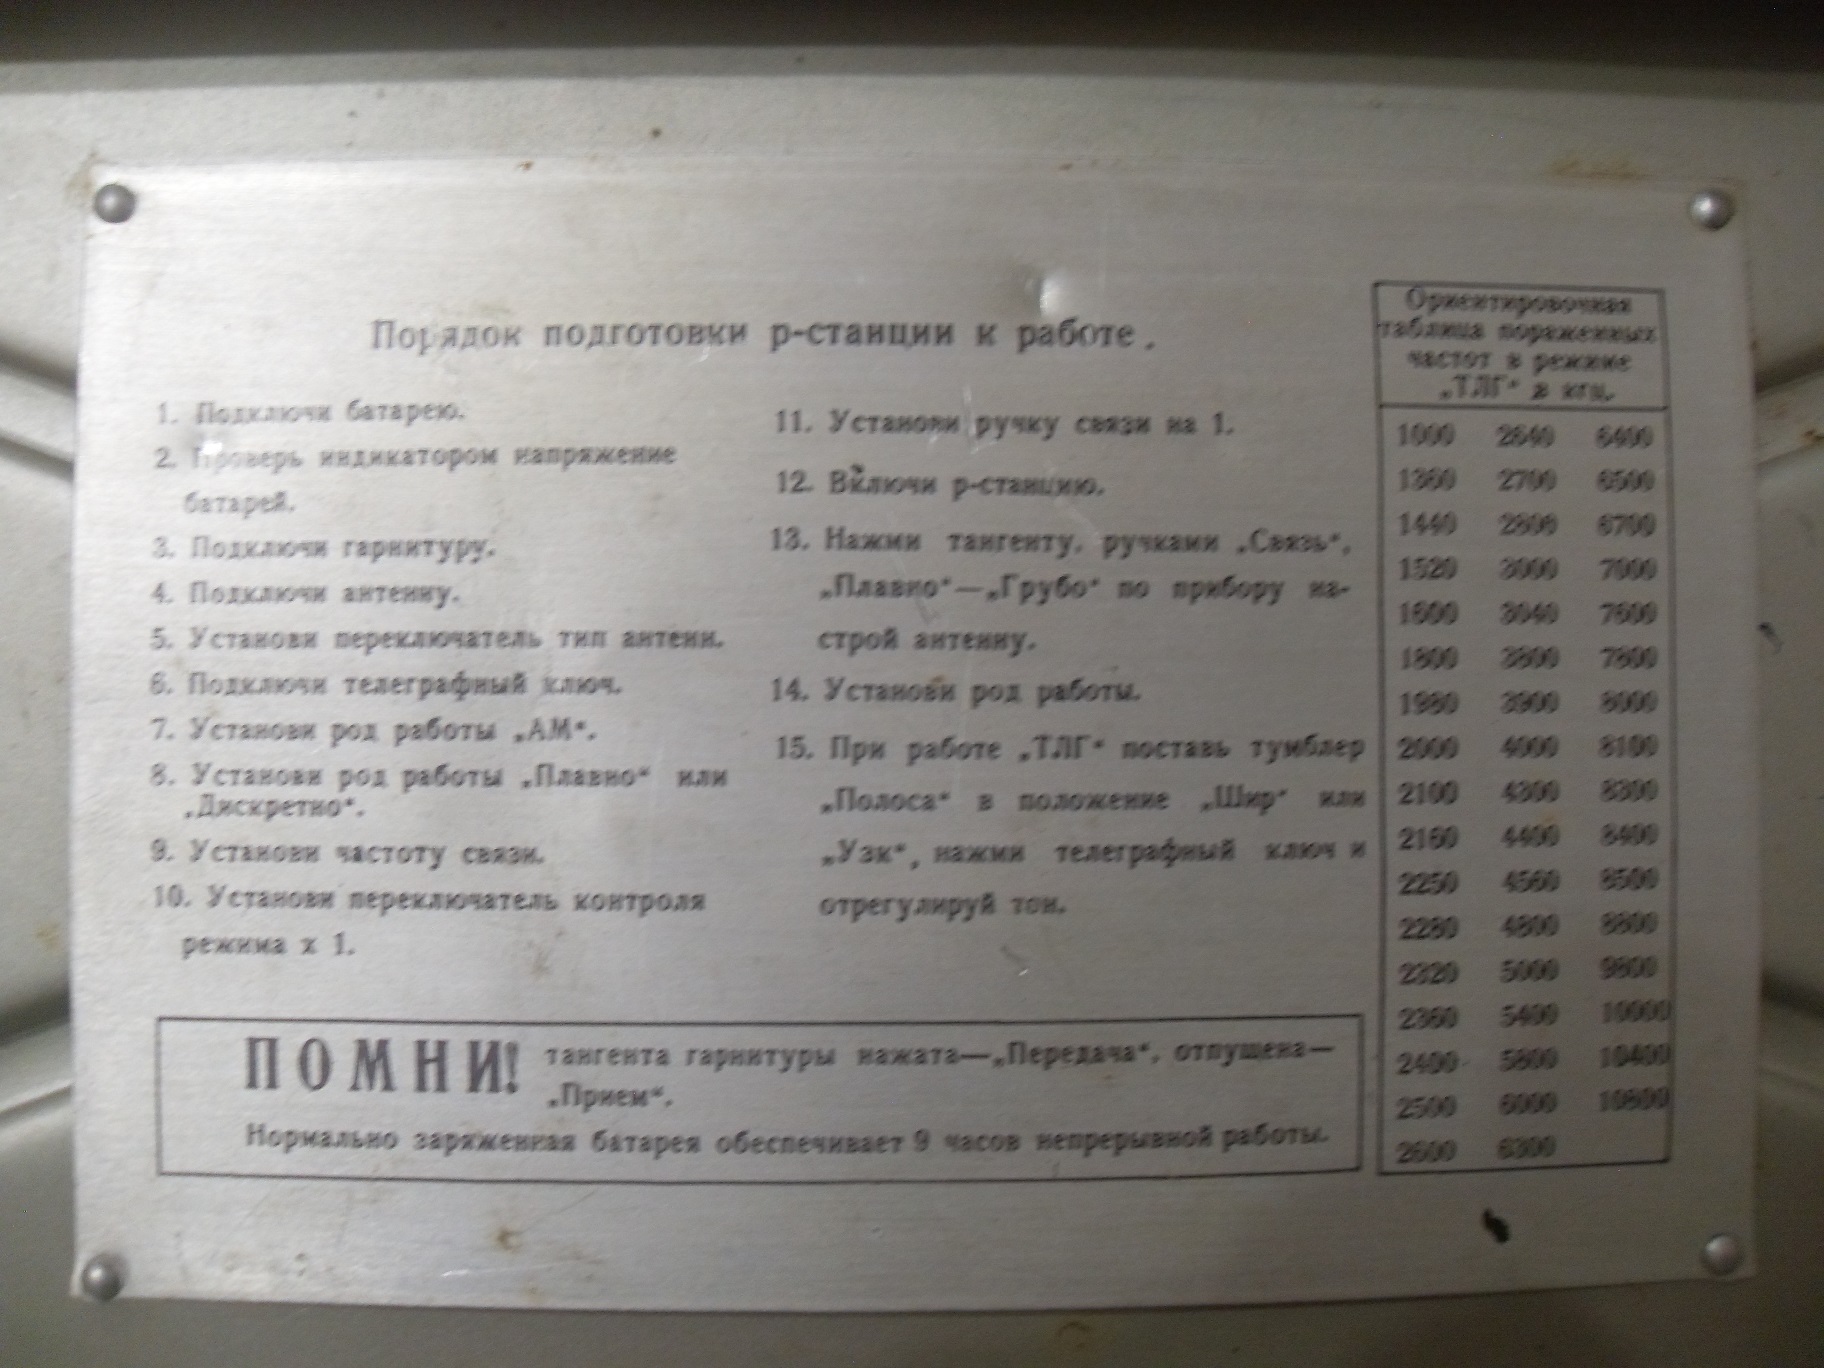 Порядок подготовки р-станции к работе.
1. Подключи батарею.
2. Проверь индикатором напряжение
батарей.
3. Подключи гарнитуру.
4. Подключи антенну.
5. Установи переключатель тип антенн.
6. Подключи телеграфный ключ.
7. Установи род работы „АМ“.
8. Установи род работы „Плавно“ или
„Дискретно“.
9. Установи частоту связи.
10. Установи переключатель контроля
режима х 1.
11. Установи ручку связи на 1.
12. Включи р-станцию.
13. Нажми тангенту, ручками „Связь“,
„Плавно“—„Грубо“ по прибору на-
строй антенну.
14. Установи род работы.
15. При работе „ТЛГ“ поставь тумблер
„Полоса“ в положение „Шир“ или
„Узк“, нажми телеграфный ключ и
отрегулируй тон.
ПОМНИ! тангента гарнитуры нажата—„Передача“, отпущена—
„Прием“.
Нормально заряженная батарея обеспечивает 9 часов непрерывной работы.
Ориентировочная
таблица пораженных
частот в режиме
„ТЛГ“ в кгц.
1000 2640 6400
1360 2700 6500
1440 2800 6700
1520 3000 7000
1600 3040 7600
1800 3800 7800
1980 3900 8000
2000 4000 8100
2100 4300 8300
2160 4400 8400
2250 4560 8500
2280 4800 8800
2320 5000 9800
2360 5400 10000
2400 5800 10400
2500 6000 10800
2600 6300